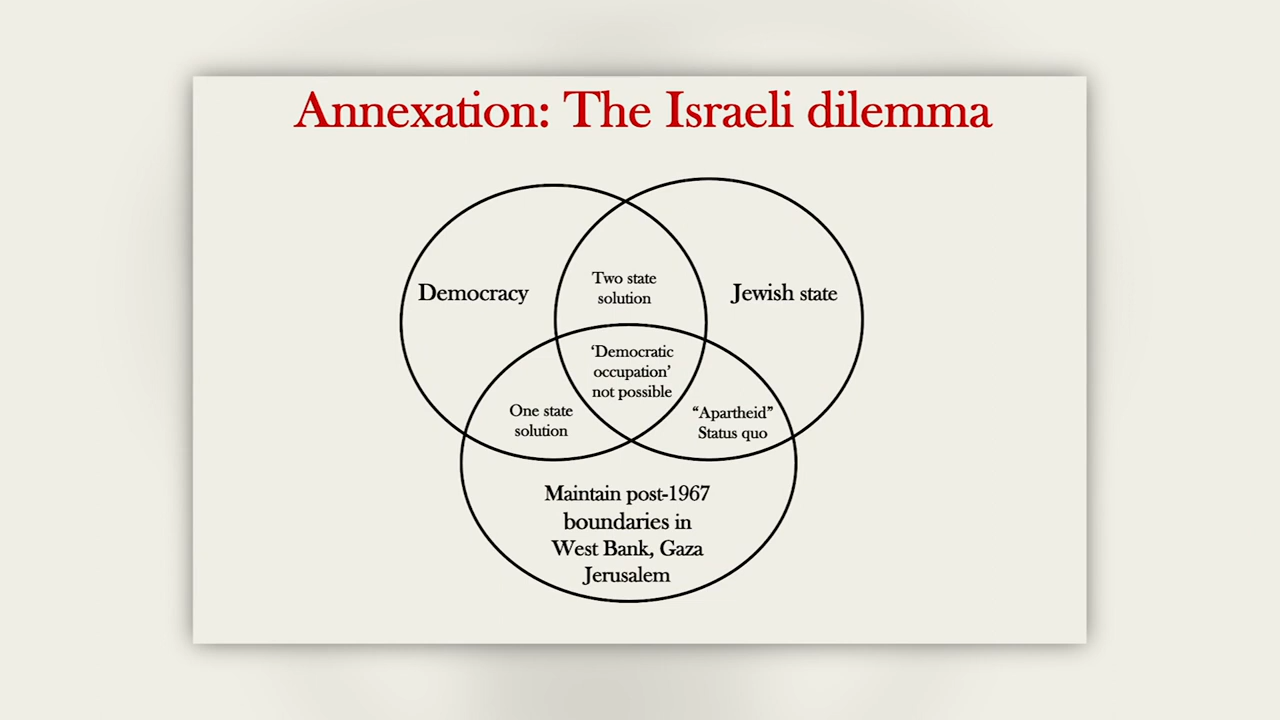 Annexation: The Israeli dilemma
Democracy
Two state
solution
Jewish state
‘Democratic
occupation’
not possible
One state
solution
“Apartheid”
Status quo
Maintain post-1967
boundaries in
West Bank, Gaza
Jerusalem